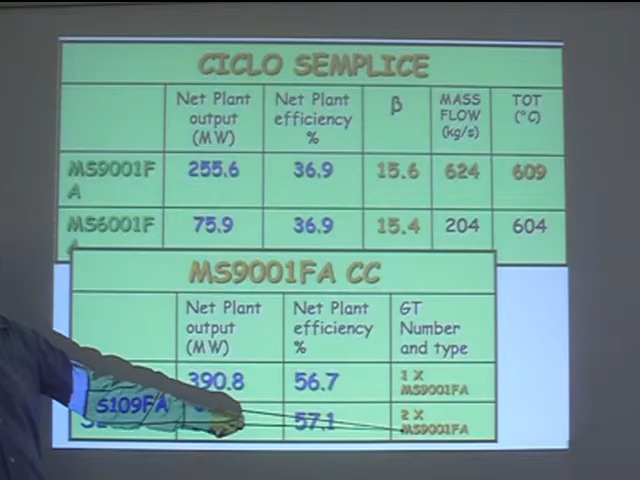 CICLO SEMPLICE
Net Plant output (MW)
Net Plant efficiency %
β
MASS FLOW (kg/s)
TOT (°C)
MS9001F A
255.6
36.9
15.6
624
609
MS6001F
75.9
36.9
15.4
204
604
MS9001FA CC
Net Plant output (MW)
Net Plant efficiency %
GT Number and type
S109FA
390.8
56.7
1 X MS9001FA
57.1
2 X MS9001FA